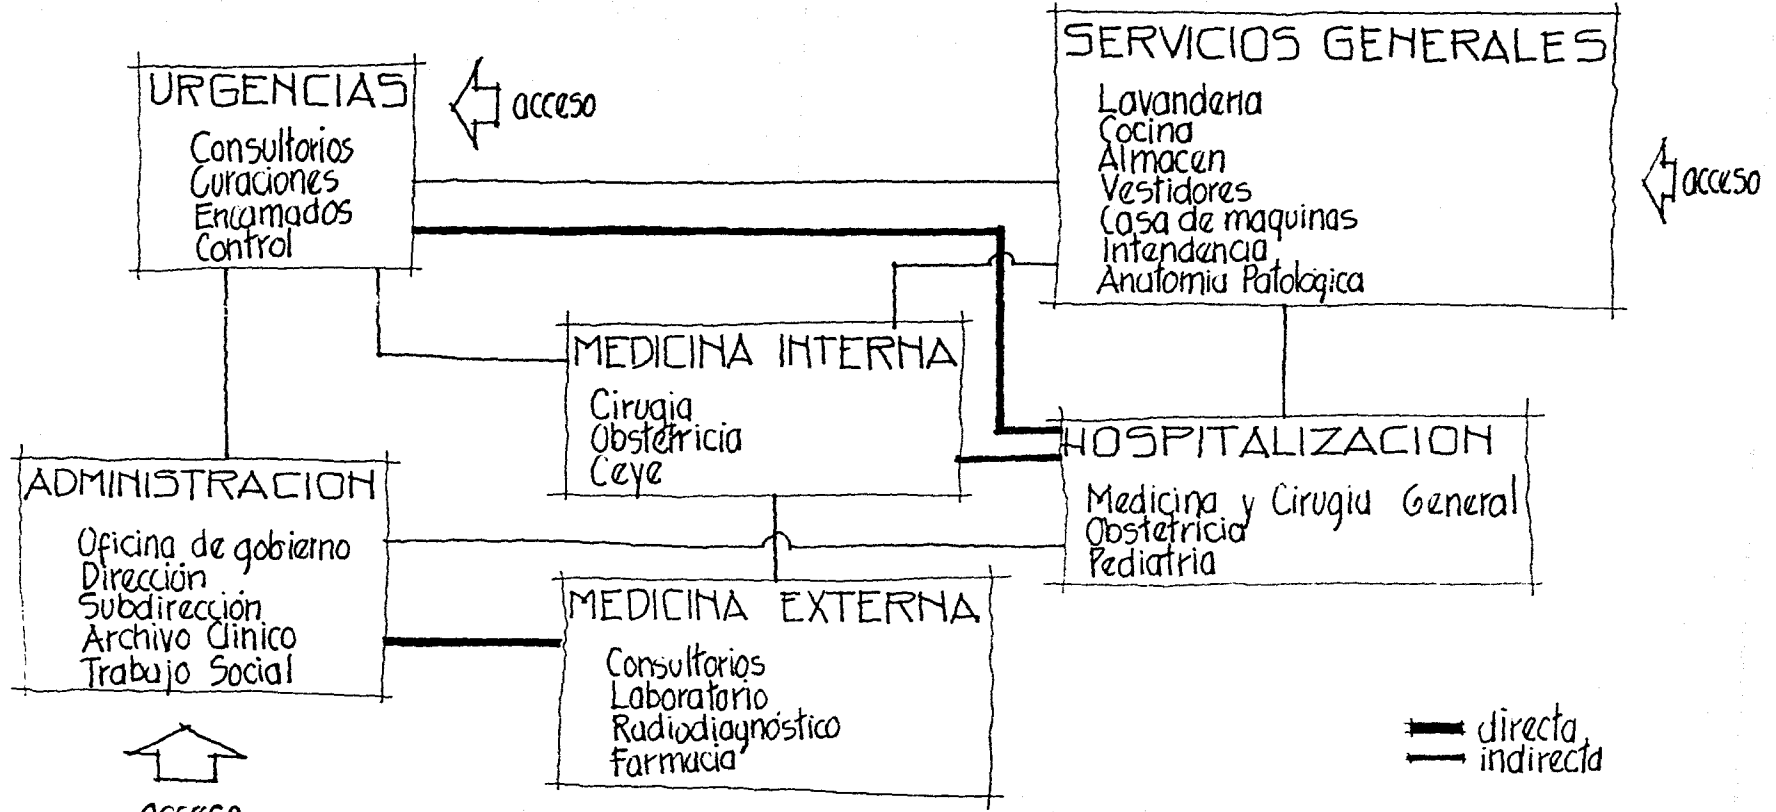 URGENCIAS
Consultorios
Curaciones
Encamados
Control
acceso
SERVICIOS GENERALES
Lavanderia
Cocina
Almacen
Vestidores
Casa de maquinas
Intendencia
Anatomia Patológica
acceso
MEDICINA INTERNA
Cirugia
Obstetricia
Ceye
HOSPITALIZACION
Medicina y Cirugia General
Obstetricia
Pediatria
ADMINISTRACION
Oficina de gobierno
Dirección
Subdirección
Archivo Clinico
Trabajo Social
acceso
MEDICINA EXTERNA
Consultorios
Laboratorio
Radiodiagnóstico
Farmacia
directa
indirecta